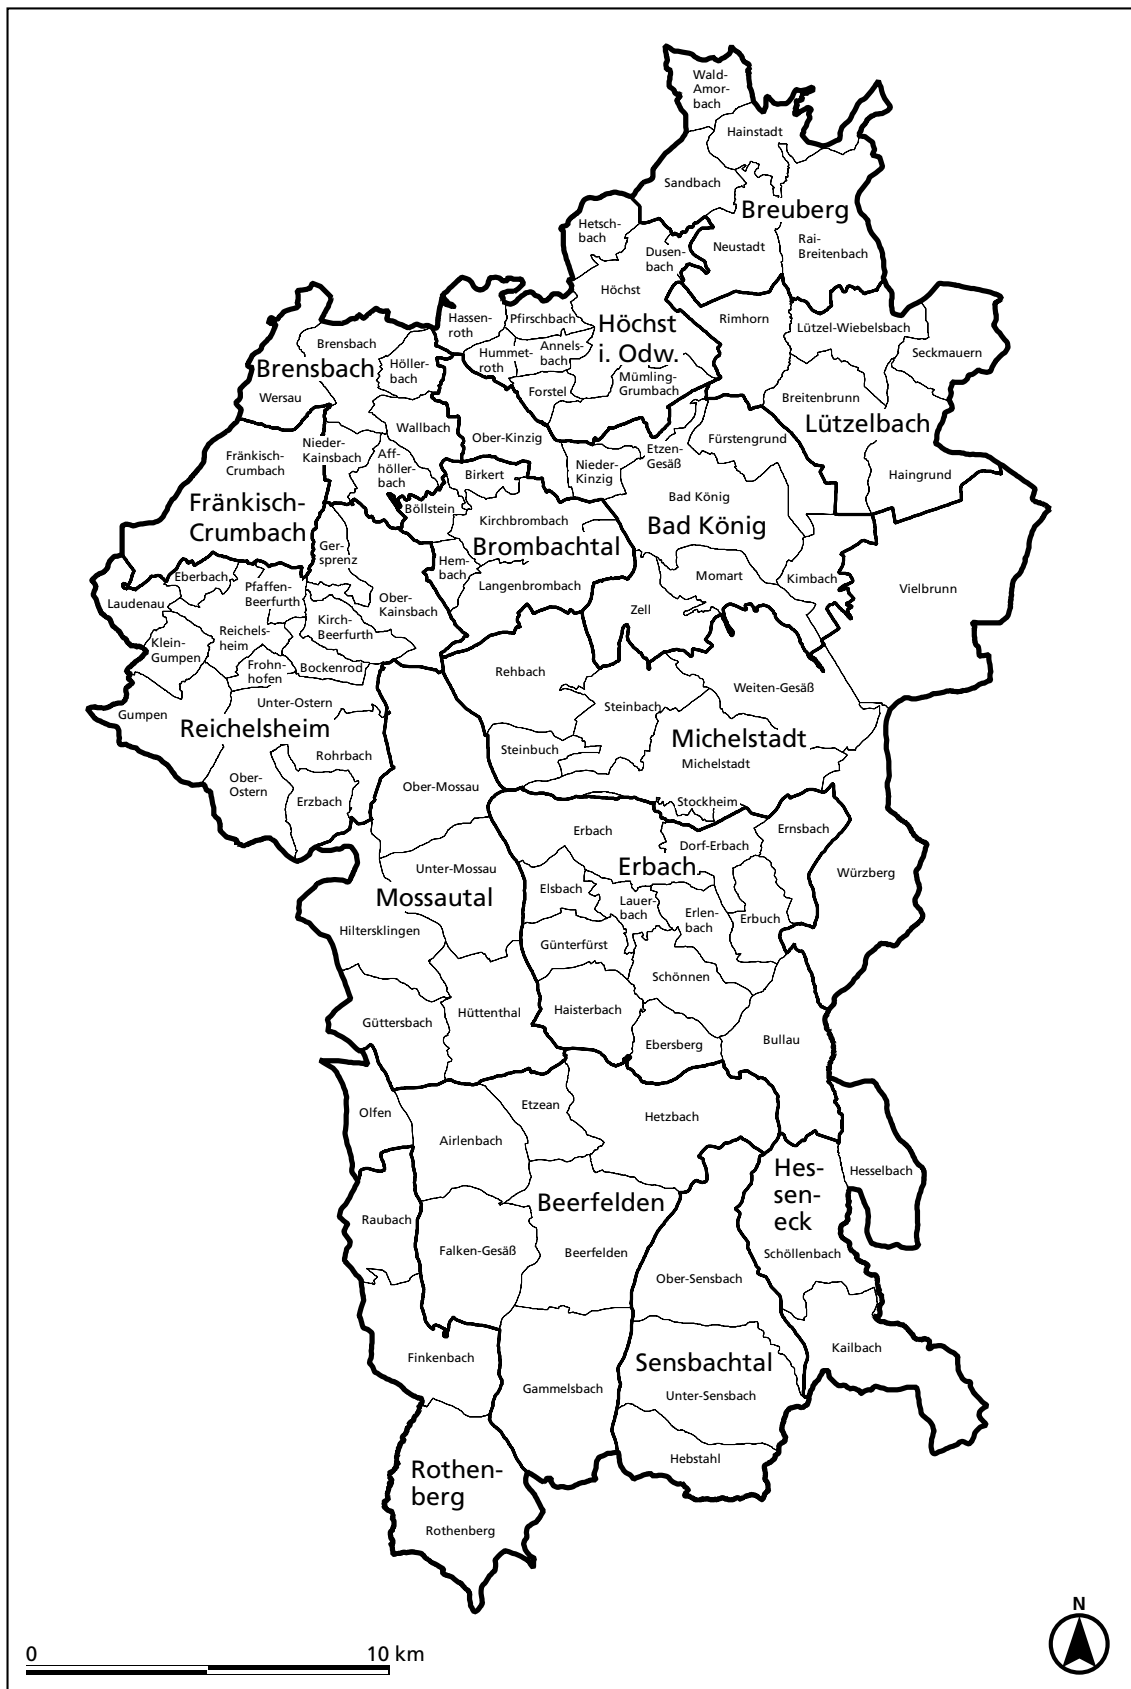 Wald-
Amor-
bach
Hainstadt
Sandbach
Breuberg
Hetsch-
bach
Neustadt
Rai-
Breitenbach
Dusen-
bach
Höchst
Hassen-
roth
Pfirschbach
Höchst
i. Odw.
Rimhorn
Lützel-Wiebelsbach
Seckmauern
Brensbach
Brensbach
Höller-
bach
Hummet-
roth
Annels-
bach
Forstel
Mümling-
Grumbach
Wersau
Breitenbrunn
Lützelbach
Wallbach
Ober-Kinzig
Fürstengrund
Nieder-
Kainsbach
Etzen-
Gesäß
Fränkisch-
Crumbach
Aff-
höller-
bach
Birkert
Nieder-
Kinzig
Haingrund
Fränkisch-
Crumbach
Böllstein
Kirchbrombach
Bad König
Bad König
Brombachtal
Ger-
sprenz
Hem-
bach
Langenbrombach
Momart
Kimbach
Vielbrunn
Eberbach
Pfaffen-
Beerfurth
Laudenau
Ober-
Kainsbach
Zell
Kirch-
Beerfurth
Reichels-
heim
Klein-
Gumpen
Frohn-
hofen
Bockenrod
Rehbach
Weiten-Gesäß
Unter-Ostern
Steinbach
Gumpen
Reichelsheim
Michelstadt
Michelstadt
Steinbuch
Rohrbach
Ober-
Ostern
Erzbach
Ober-Mossau
Stockheim
Erbach
Dorf-Erbach
Ernsbach
Erbach
Würzberg
Unter-Mossau
Mossautal
Elsbach
Lauer-
bach
Erlen-
bach
Erbuch
Hiltersklingen
Günterfürst
Schönnen
Güttersbach
Hüttenthal
Haisterbach
Ebersberg
Bullau
Olfen
Etzean
Hetzbach
Airlenbach
Hesselbach
Hes-
sen-
eck
Beerfelden
Raubach
Falken-Gesäß
Beerfelden
Schöllenbach
Ober-Sensbach
Finkenbach
Kailbach
Sensbachtal
Gammelsbach
Unter-Sensbach
Hebstahl
Rothen-
berg
Rothenberg
N
0
10 km